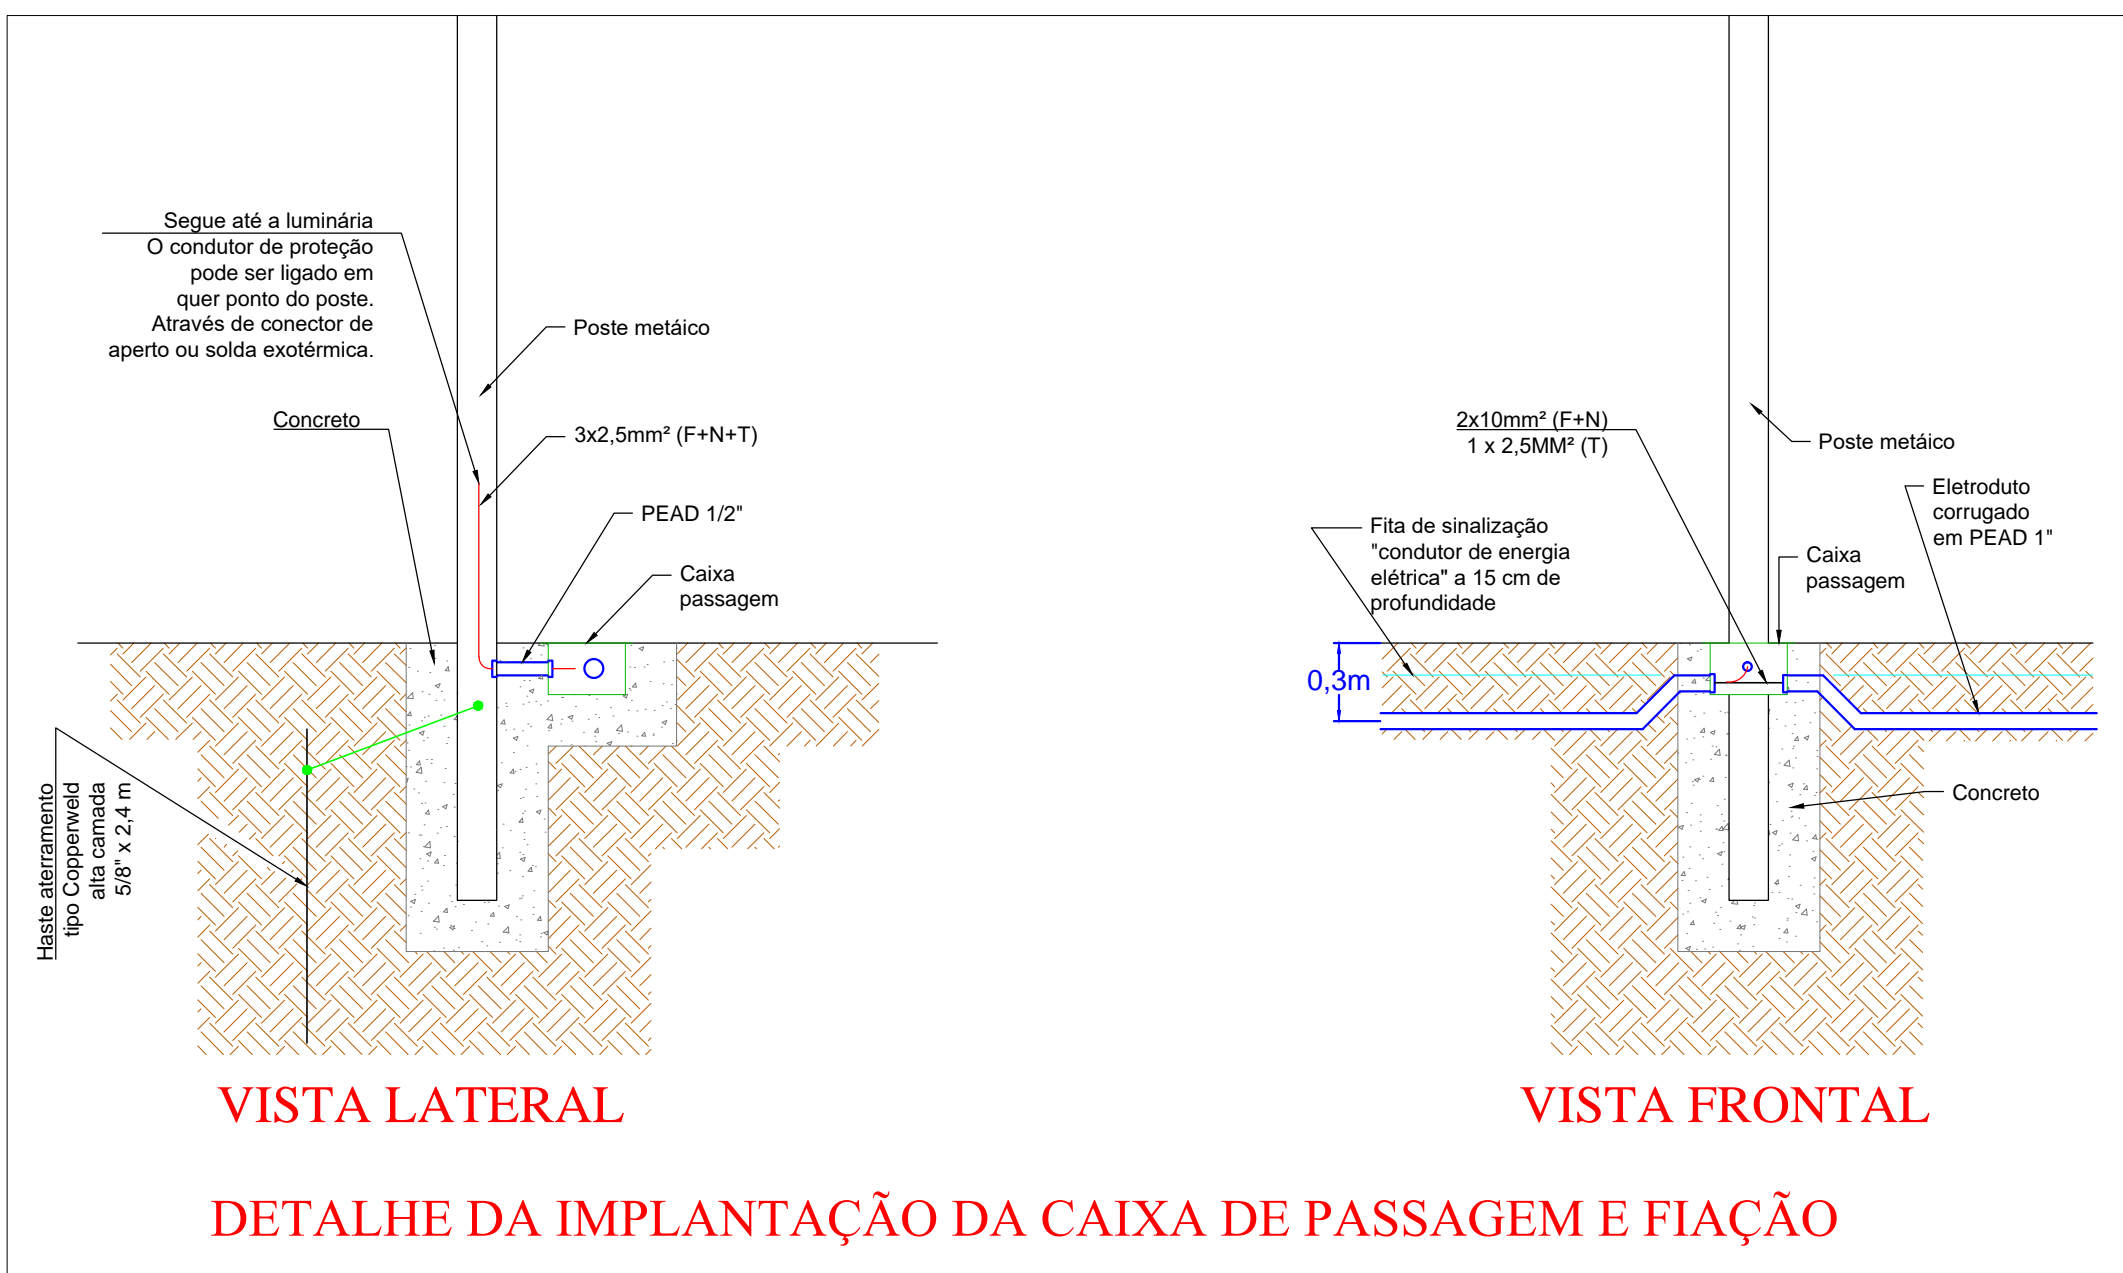 Segue até a luminária
O condutor de proteção
pode ser ligado em
quer ponto do poste.
Através de conector de
aperto ou solda exotérmica.
Poste metáico
Concreto
3x2,5mm² (F+N+T)
PEAD 1/2"
Caixa
passagem
Haste aterramento
tipo Copperweld
alta camada
5/8" x 2,4 m
VISTA LATERAL
2x10mm² (F+N)
1 x 2,5MM² (T)
Poste metáico
Eletroduto
corrugado
em PEAD 1"
Fita de sinalização
"condutor de energia
elétrica" a 15 cm de
profundidade
Caixa
passagem
0,3m
Concreto
VISTA FRONTAL
DETALHE DA IMPLANTAÇÃO DA CAIXA DE PASSAGEM E FIAÇÃO